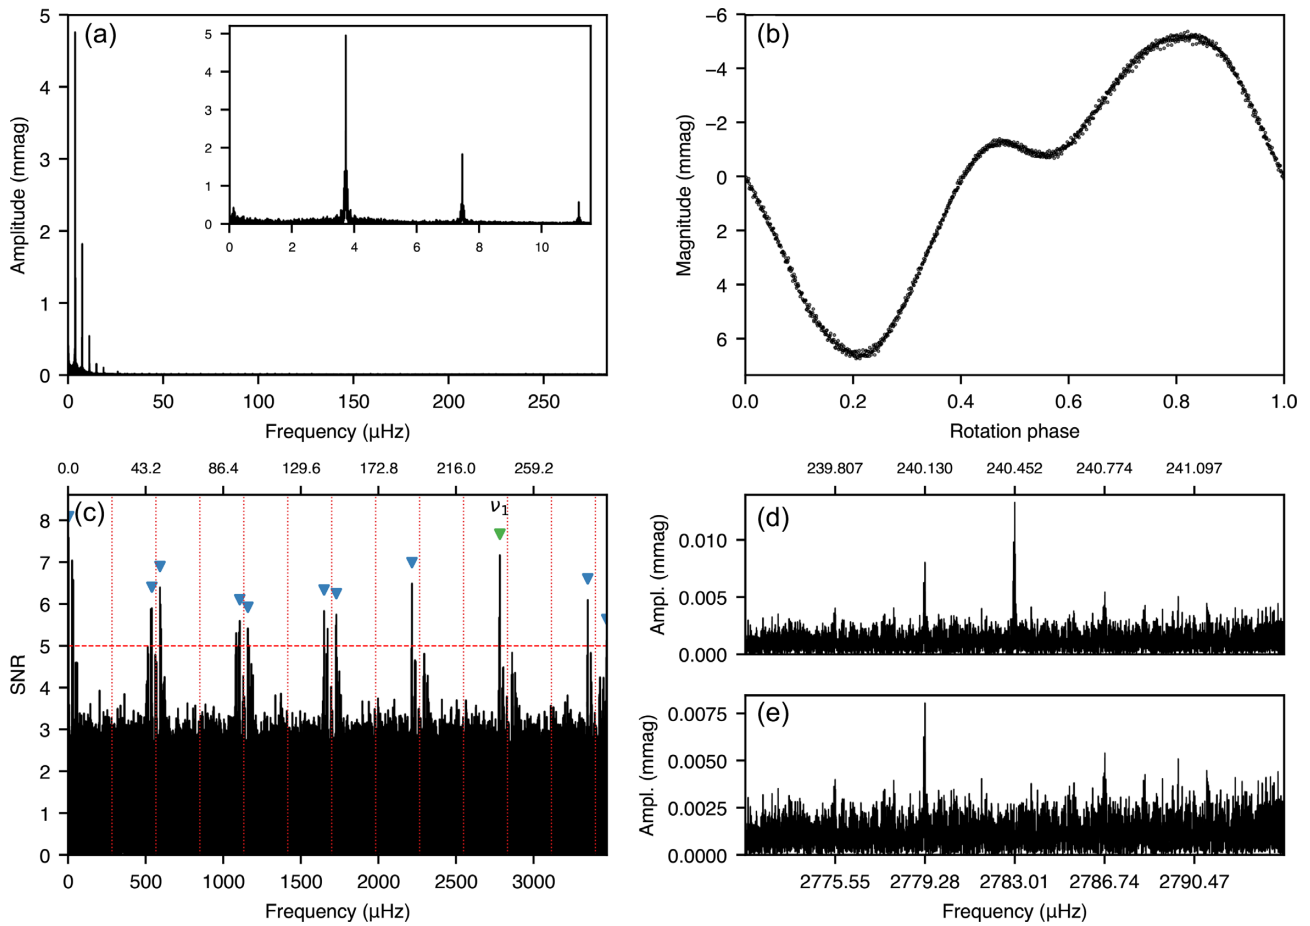 (a)
Amplitude (mmag)
5
4
3
2
1
0
5
4
3
2
1
0
0 2 4 6 8 10
0 50 100 150 200 250
Frequency (μHz)
(b)
Magnitude (mmag)
−6
−4
−2
0
2
4
6
0.0 0.2 0.4 0.6 0.8 1.0
Rotation phase
0.0 43.2 86.4 129.6 172.8 216.0 259.2
(c)
ν1
SNR
8
7
6
5
4
3
2
1
0
0 500 1000 1500 2000 2500 3000
Frequency (μHz)
239.807 240.130 240.452 240.774 241.097
(d)
Ampl. (mmag)
0.010
0.005
0.000
(e)
Ampl. (mmag)
0.0075
0.0050
0.0025
0.0000
2775.55 2779.28 2783.01 2786.74 2790.47
Frequency (μHz)